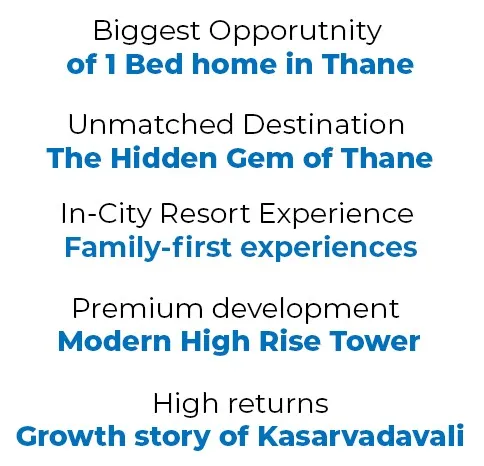 Biggest Opporutnity
of 1 Bed home in Thane
Unmatched Destination
The Hidden Gem of Thane
In-City Resort Experience
Family-first experiences
Premium development
Modern High Rise Tower
High returns
Growth story of Kasarvadavali